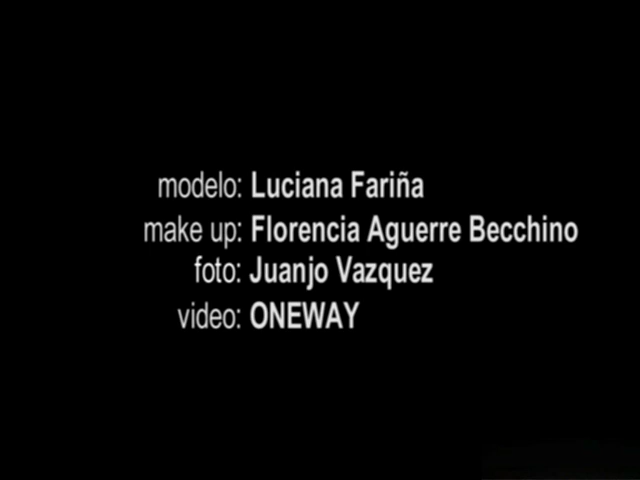 modelo: Luciana Fariña
make up: Florencia Aguerre Becchino
foto: Juanjo Vazquez
video: ONEWAY